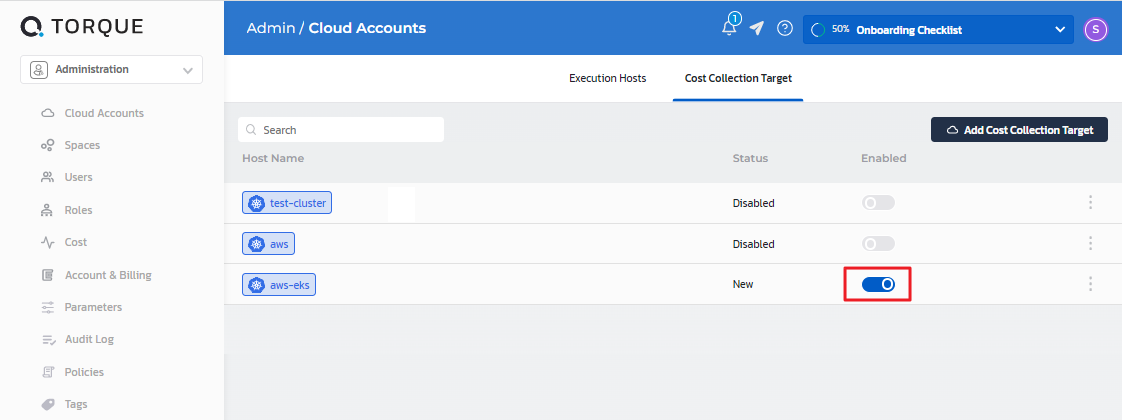 TORQUE
Admin / Cloud Accounts
1
50% Onboarding Checklist
S
Administration
Execution Hosts
Cost Collection Target
Cloud Accounts
Spaces
Users
Roles
Cost
Account & Billing
Parameters
Audit Log
Policies
Tags
Search
Add Cost Collection Target
Host Name Status Enabled
test-cluster Disabled
aws Disabled
aws-eks New